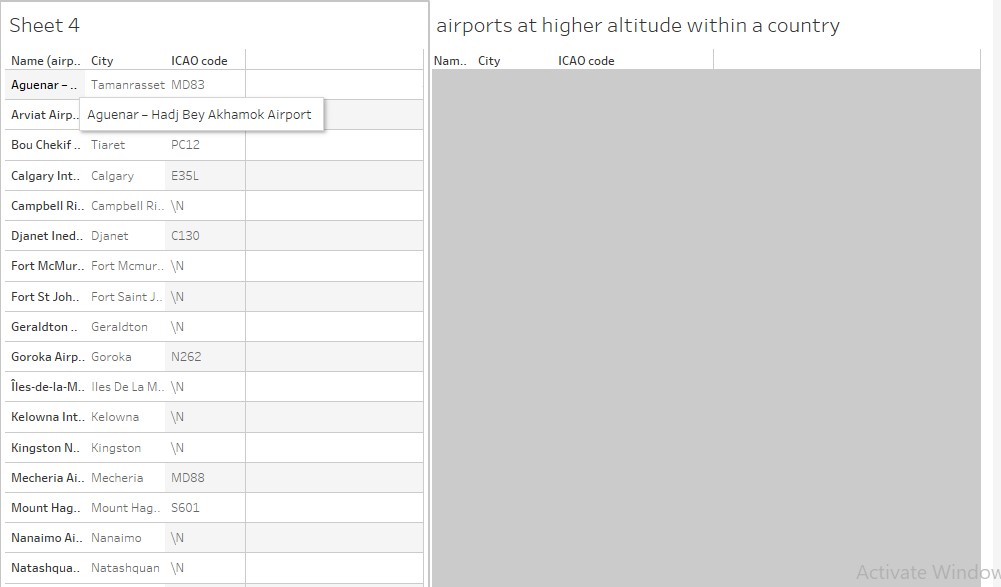 Sheet 4
Name (airp.. City ICAO code
Aguenar – .. Tamanrasset MD83
Arviat Airp..
Aguenar – Hadj Bey Akhamok Airport
Bou Chekif .. Tiaret PC12
Calgary Int.. Calgary E35L
Campbell Ri.. Campbell Ri.. \N
Djanet Ined.. Djanet C130
Fort McMur.. Fort Mcmur.. \N
Fort St Joh.. Fort Saint J.. \N
Geraldton .. Geraldton \N
Goroka Airp.. Goroka N262
Îles-de-la-M.. Iles De La M.. \N
Kelowna Int.. Kelowna \N
Kingston N.. Kingston \N
Mecheria Ai.. Mecheria MD88
Mount Hag.. Mount Hag.. S601
Nanaimo Ai.. Nanaimo \N
Natashqua.. Natashquan \N
airports at higher altitude within a country
Nam.. City ICAO code
Activate Window